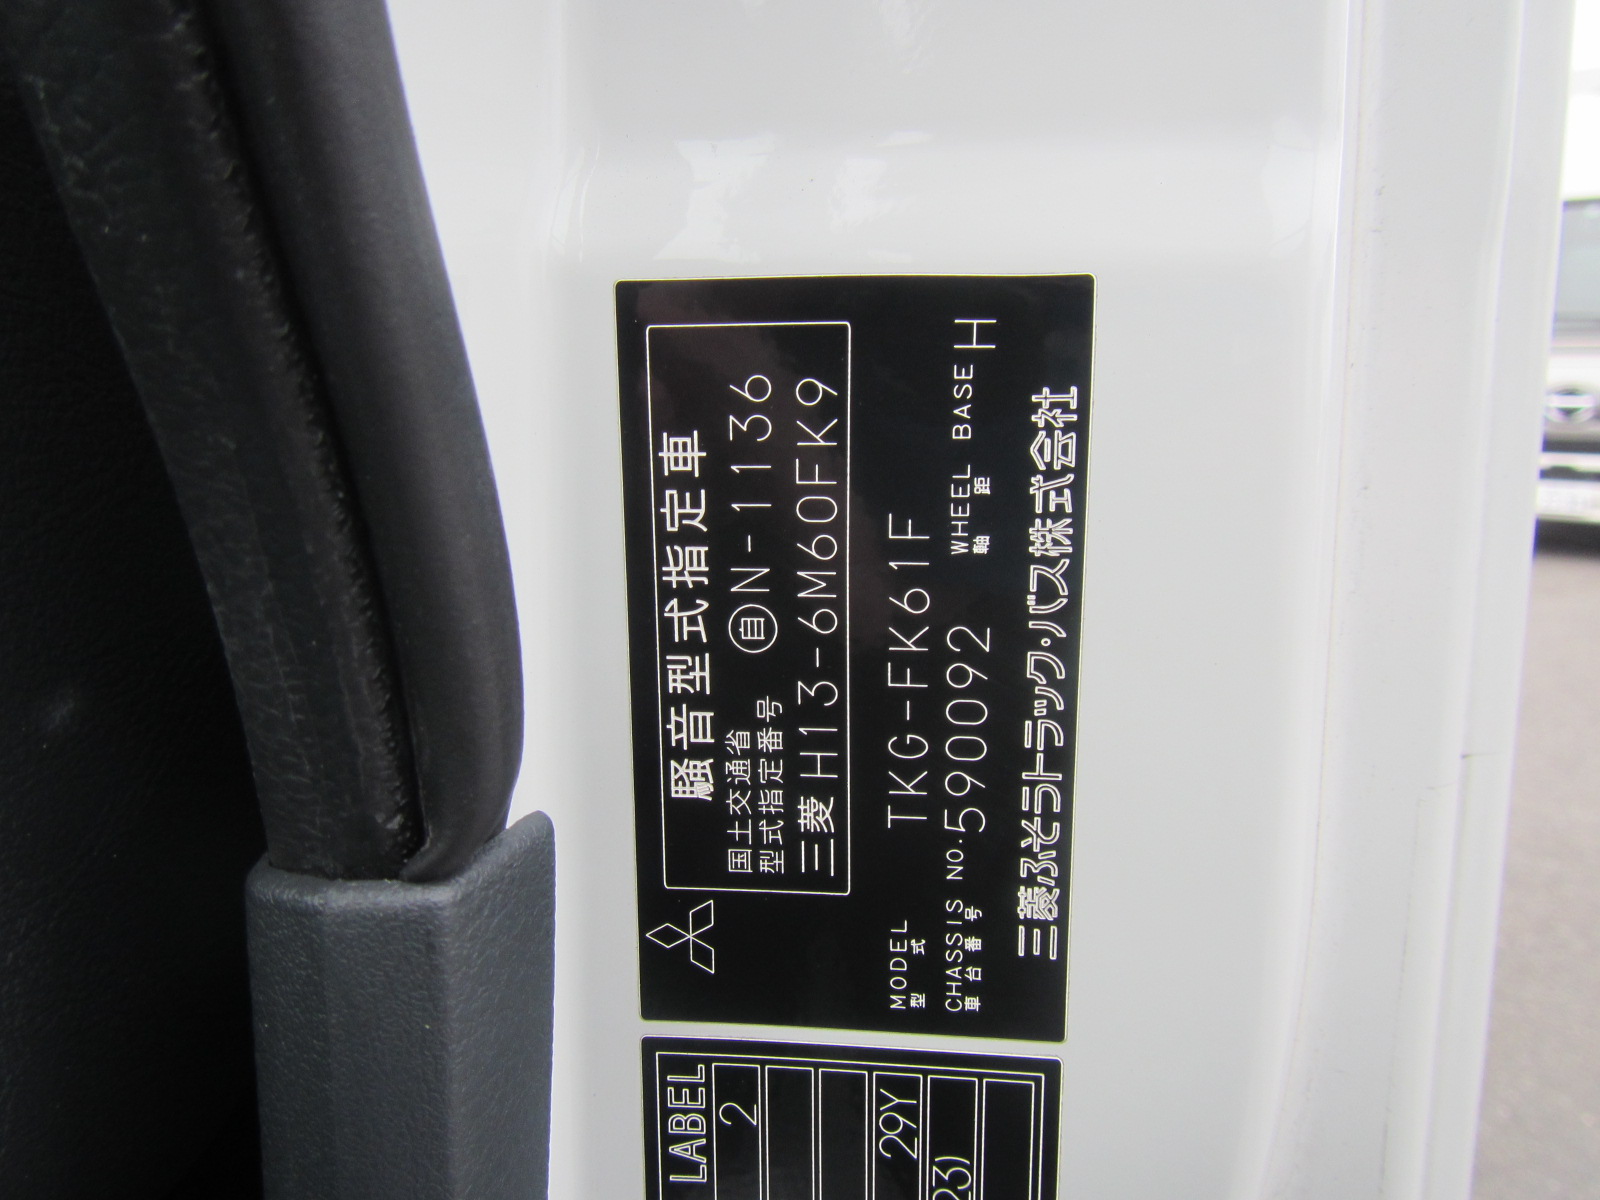 騒音型式指定車
国土交通省
型式指定番号 自 N-1136
三菱 H13-6M60FK9
MODEL TKG-FK61F
型式
CHASSIS NO. 590092 WHEEL BASE H
車台番号 軸距
三菱ふそうトラック・バス株式会社
LABEL
2
29Y
23)